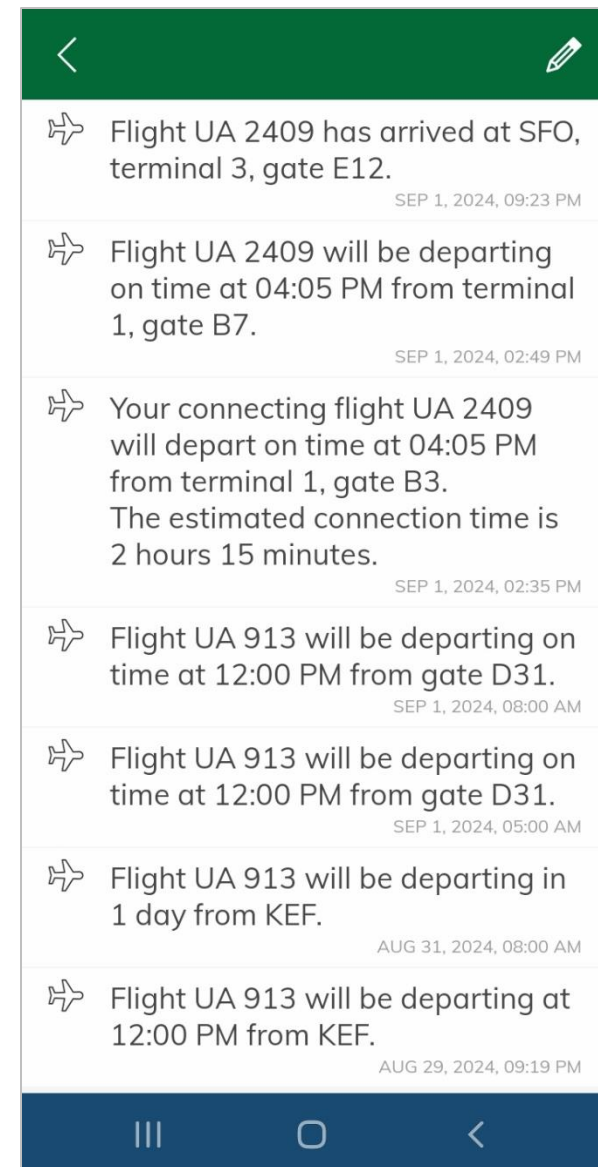 Flight UA 2409 has arrived at SFO,
terminal 3, gate E12.
SEP 1, 2024, 09:23 PM
Flight UA 2409 will be departing
on time at 04:05 PM from terminal
1, gate B7.
SEP 1, 2024, 02:49 PM
Your connecting flight UA 2409
will depart on time at 04:05 PM
from terminal 1, gate B3.
The estimated connection time is
2 hours 15 minutes.
SEP 1, 2024, 02:35 PM
Flight UA 913 will be departing on
time at 12:00 PM from gate D31.
SEP 1, 2024, 08:00 AM
Flight UA 913 will be departing on
time at 12:00 PM from gate D31.
SEP 1, 2024, 05:00 AM
Flight UA 913 will be departing in
1 day from KEF.
AUG 31, 2024, 08:00 AM
Flight UA 913 will be departing at
12:00 PM from KEF.
AUG 29, 2024, 09:19 PM